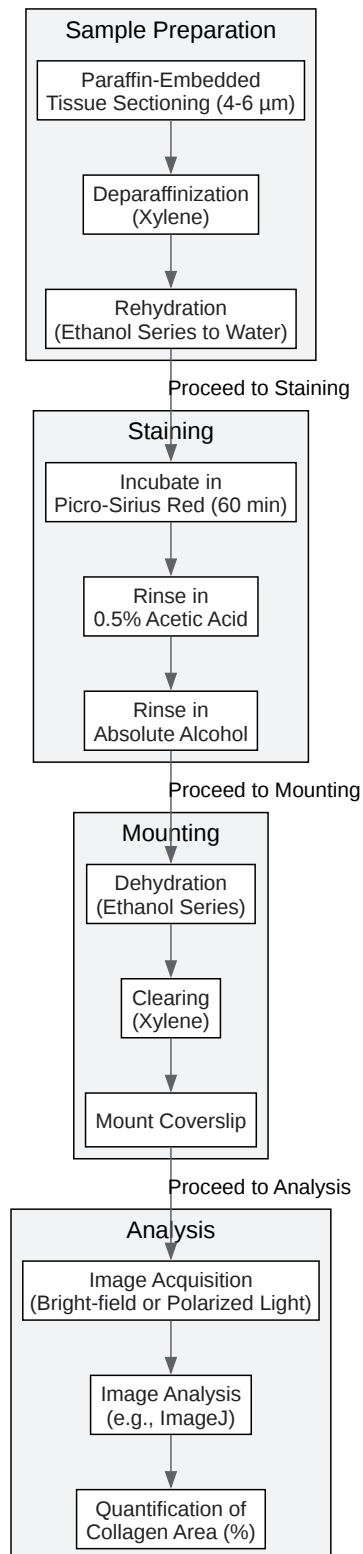 Sample Preparation
Paraffin-Embedded
Tissue Sectioning (4-6 µm)
Deparaffinization
(Xylene)
Rehydration
(Ethanol Series to Water)
Proceed to Staining
Staining
Incubate in
Picro-Sirius Red (60 min)
Rinse in
0.5% Acetic Acid
Rinse in
Absolute Alcohol
Proceed to Mounting
Mounting
Dehydration
(Ethanol Series)
Clearing
(Xylene)
Mount Coverslip
Proceed to Analysis
Analysis
Image Acquisition
(Bright-field or Polarized Light)
Image Analysis
(e.g., ImageJ)
Quantification of
Collagen Area (%)